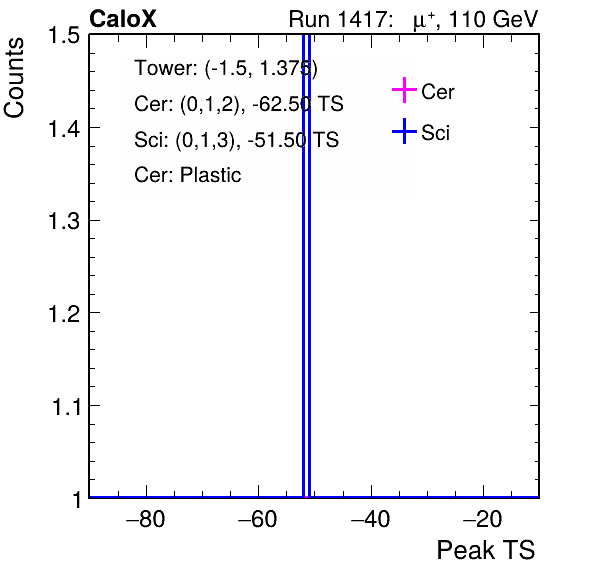 CaloX Run 1417: μ⁺, 110 GeV
Counts
1.5
1.4
1.3
1.2
1.1
1
Tower: (-1.5, 1.375)
Cer: (0,1,2), -62.50 TS
Sci: (0,1,3), -51.50 TS
Cer: Plastic
Cer
Sci
−80 −60 −40 −20
Peak TS